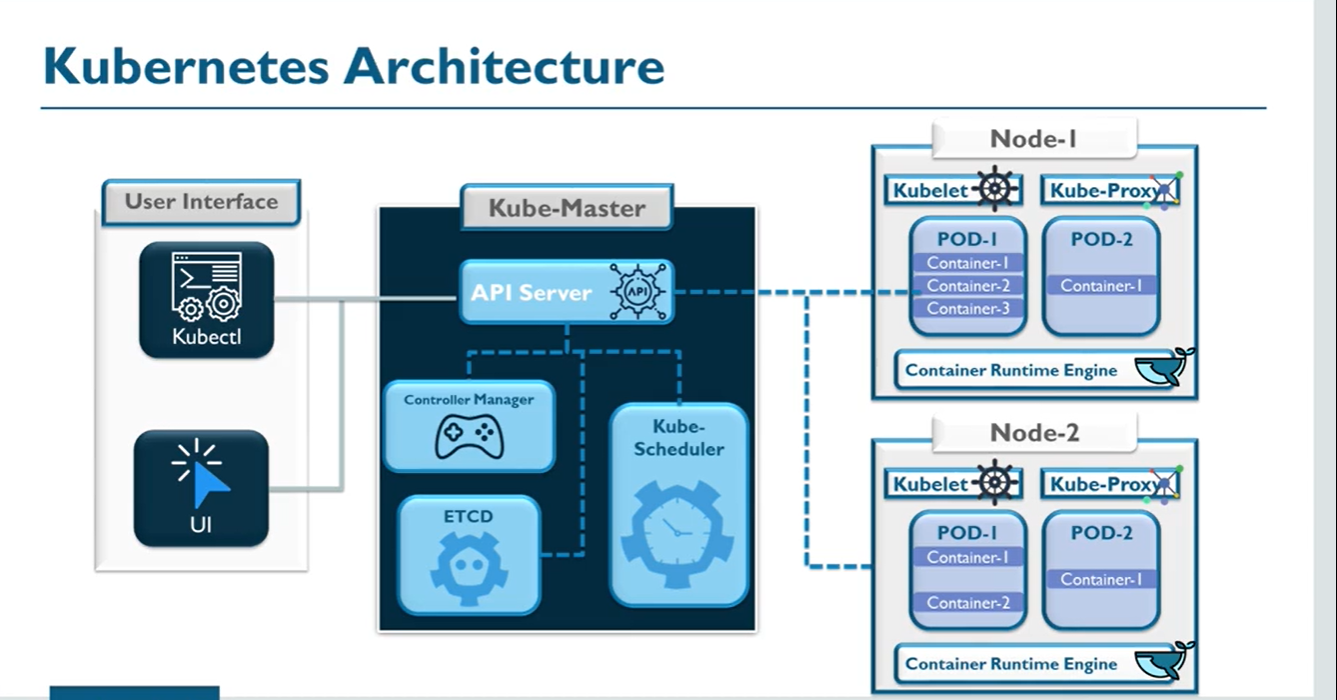 Kubernetes Architecture
User Interface
Kubectl
UI
Kube-Master
API Server
API
Controller Manager
ETCD
Kube-
Scheduler
Node-1
Kubelet
Kube-Proxy
POD-1
Container-1
Container-2
Container-3
POD-2
Container-1
Container Runtime Engine
Node-2
Kubelet
Kube-Proxy
POD-1
Container-1
Container-2
POD-2
Container-1
Container Runtime Engine